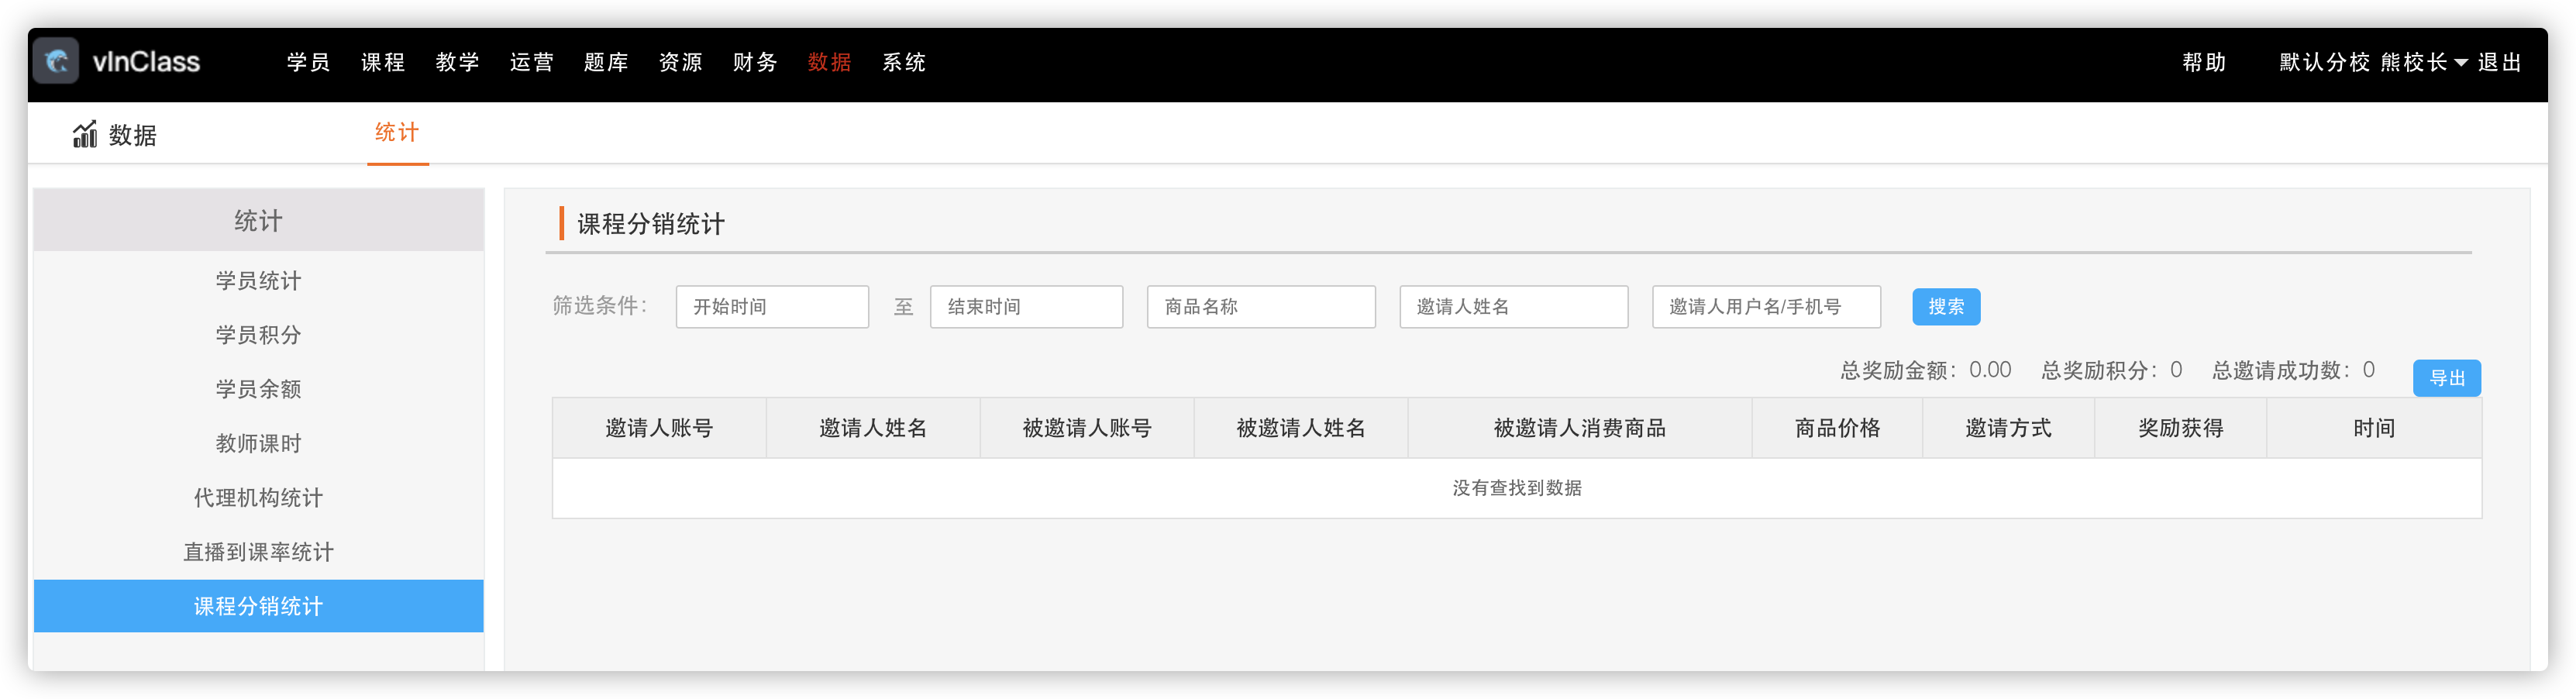 vInClass 学员 课程 教学 运营 题库 资源 财务 数据 系统 帮助 默认分校 熊校长 退出
数据 统计
统计
学员统计
学员积分
学员余额
教师课时
代理机构统计
直播到课率统计
课程分销统计
课程分销统计
筛选条件： 开始时间 至 结束时间 商品名称 邀请人姓名 邀请人用户名/手机号 搜索
总奖励金额：0.00 总奖励积分：0 总邀请成功数：0 导出
邀请人账号 邀请人姓名 被邀请人账号 被邀请人姓名 被邀请人消费商品 商品价格 邀请方式 奖励获得 时间
没有查找到数据